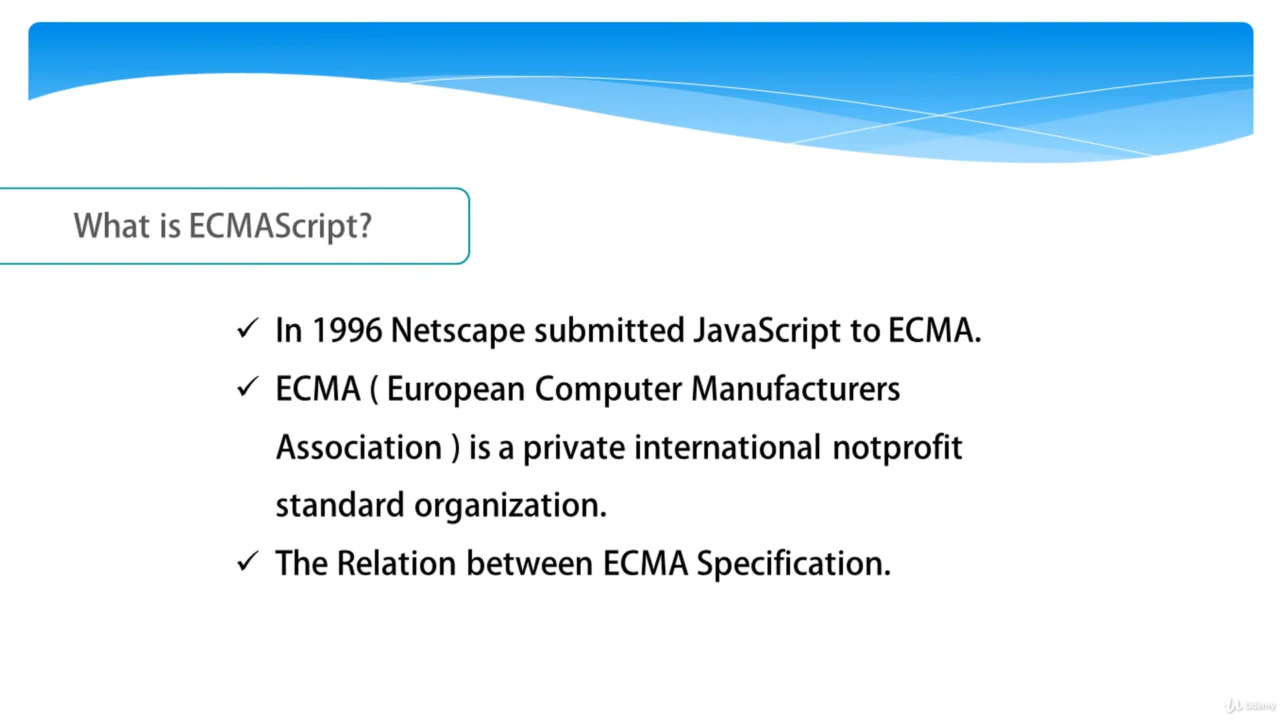 What is ECMAScript?
✓ In 1996 Netscape submitted JavaScript to ECMA.
✓ ECMA ( European Computer Manufacturers
Association ) is a private international notprofit
standard organization.
✓ The Relation between ECMA Specification.
Udemy